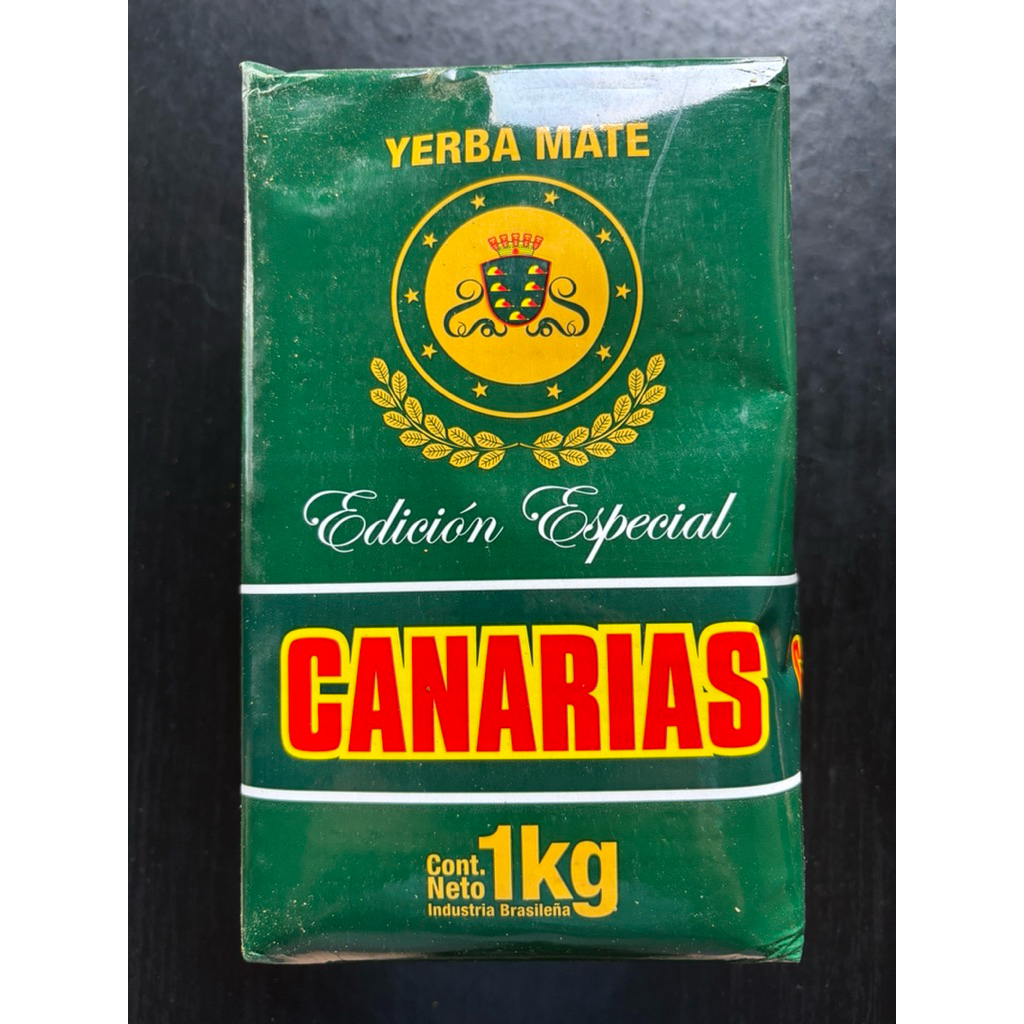 YERBA MATE
Edición Especial
CANARIAS
Cont.
Neto 1kg
Industria Brasileña